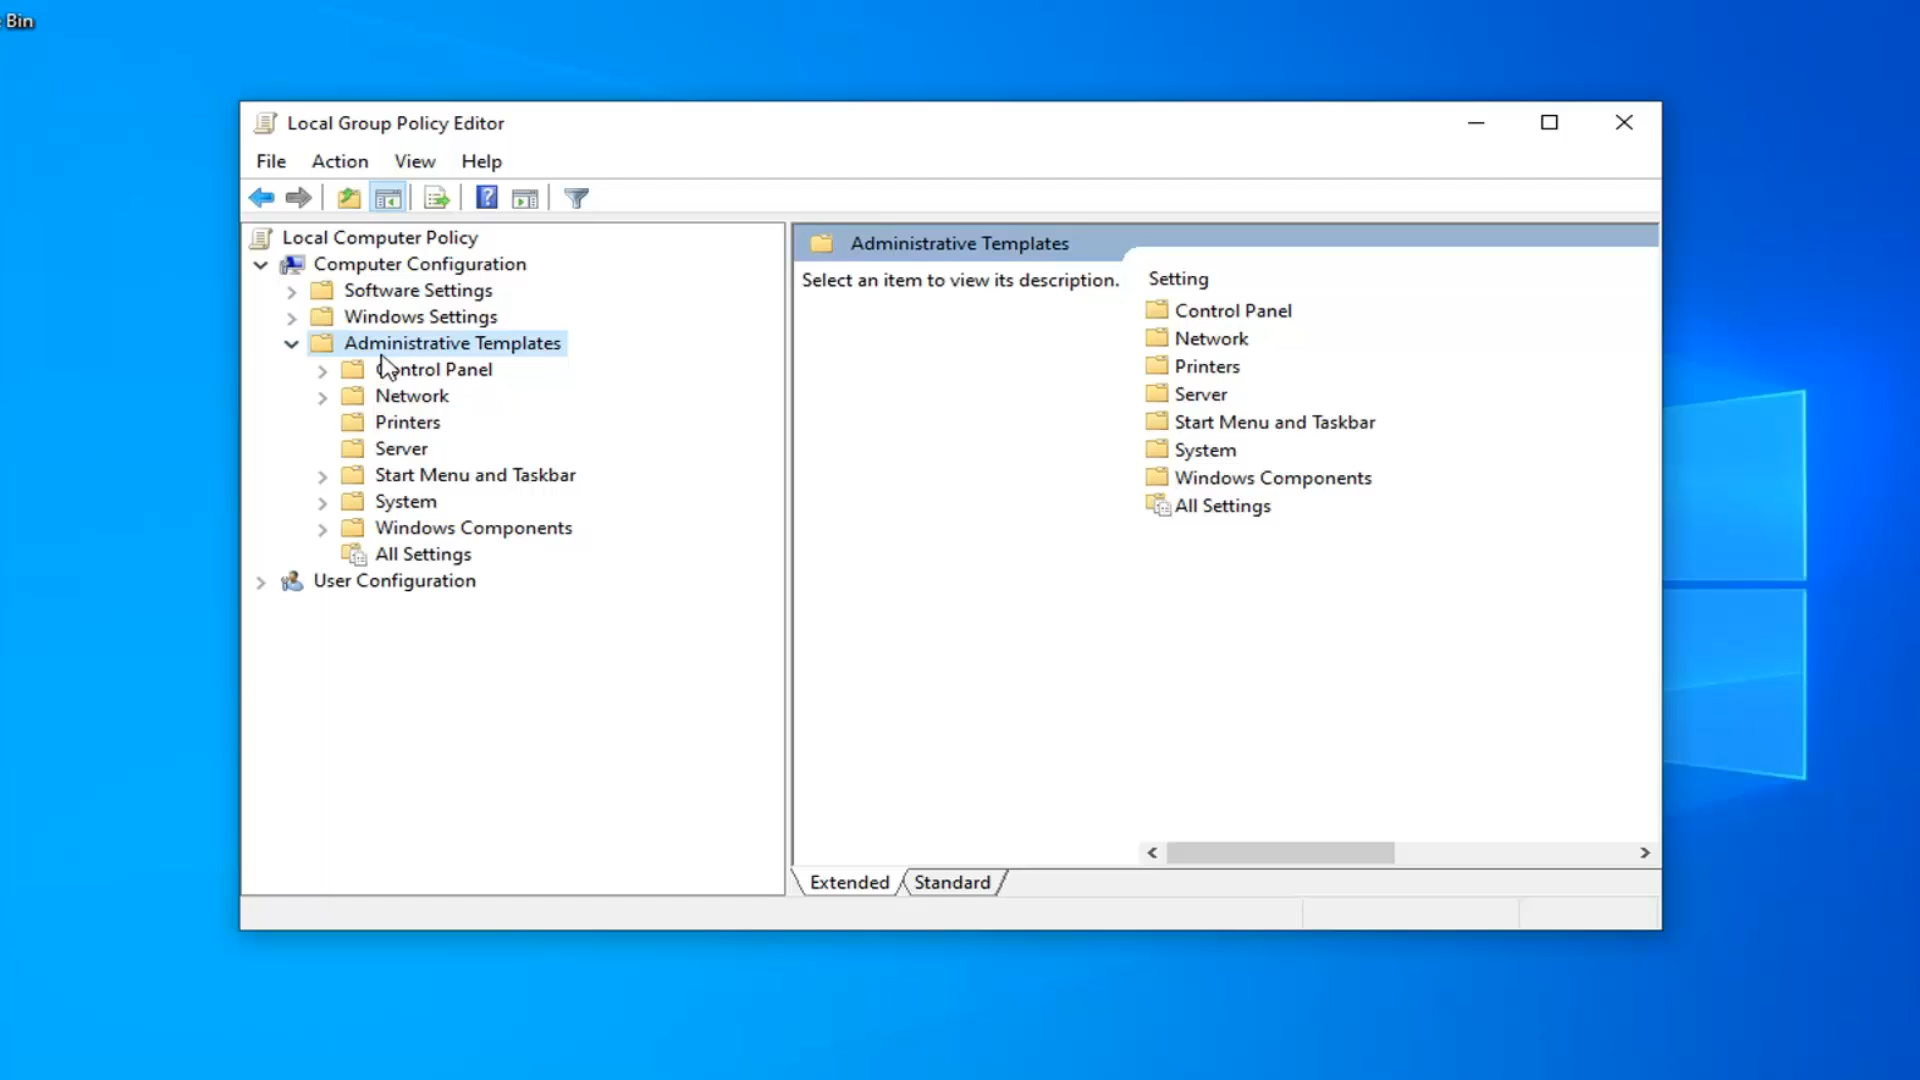 Bin
Local Group Policy Editor
File Action View Help
Local Computer Policy
Computer Configuration
Software Settings
Windows Settings
Administrative Templates
Control Panel
Network
Printers
Server
Start Menu and Taskbar
System
Windows Components
All Settings
User Configuration
Administrative Templates
Select an item to view its description.
Setting
Control Panel
Network
Printers
Server
Start Menu and Taskbar
System
Windows Components
All Settings
Extended Standard